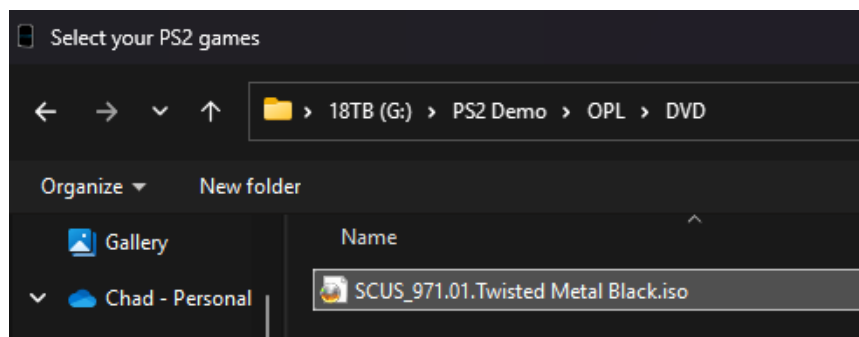 Select your PS2 games
18TB (G:) > PS2 Demo > OPL > DVD
Organize New folder
Gallery
Name
Chad - Personal
SCUS_971.01.Twisted Metal Black.iso